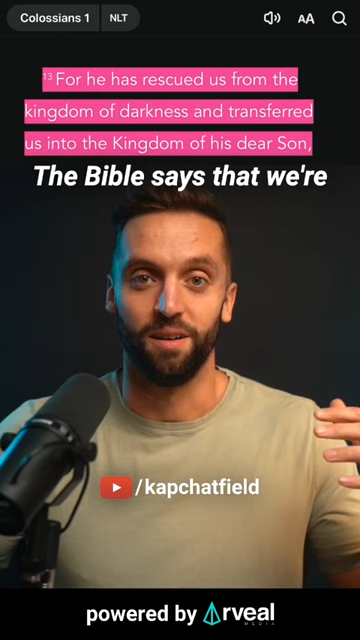 Colossians 1 NLT AA
13 For he has rescued us from the
kingdom of darkness and transferred
us into the Kingdom of his dear Son,
The Bible says that we're
/kapchatfield
powered by rveal
MEDIA